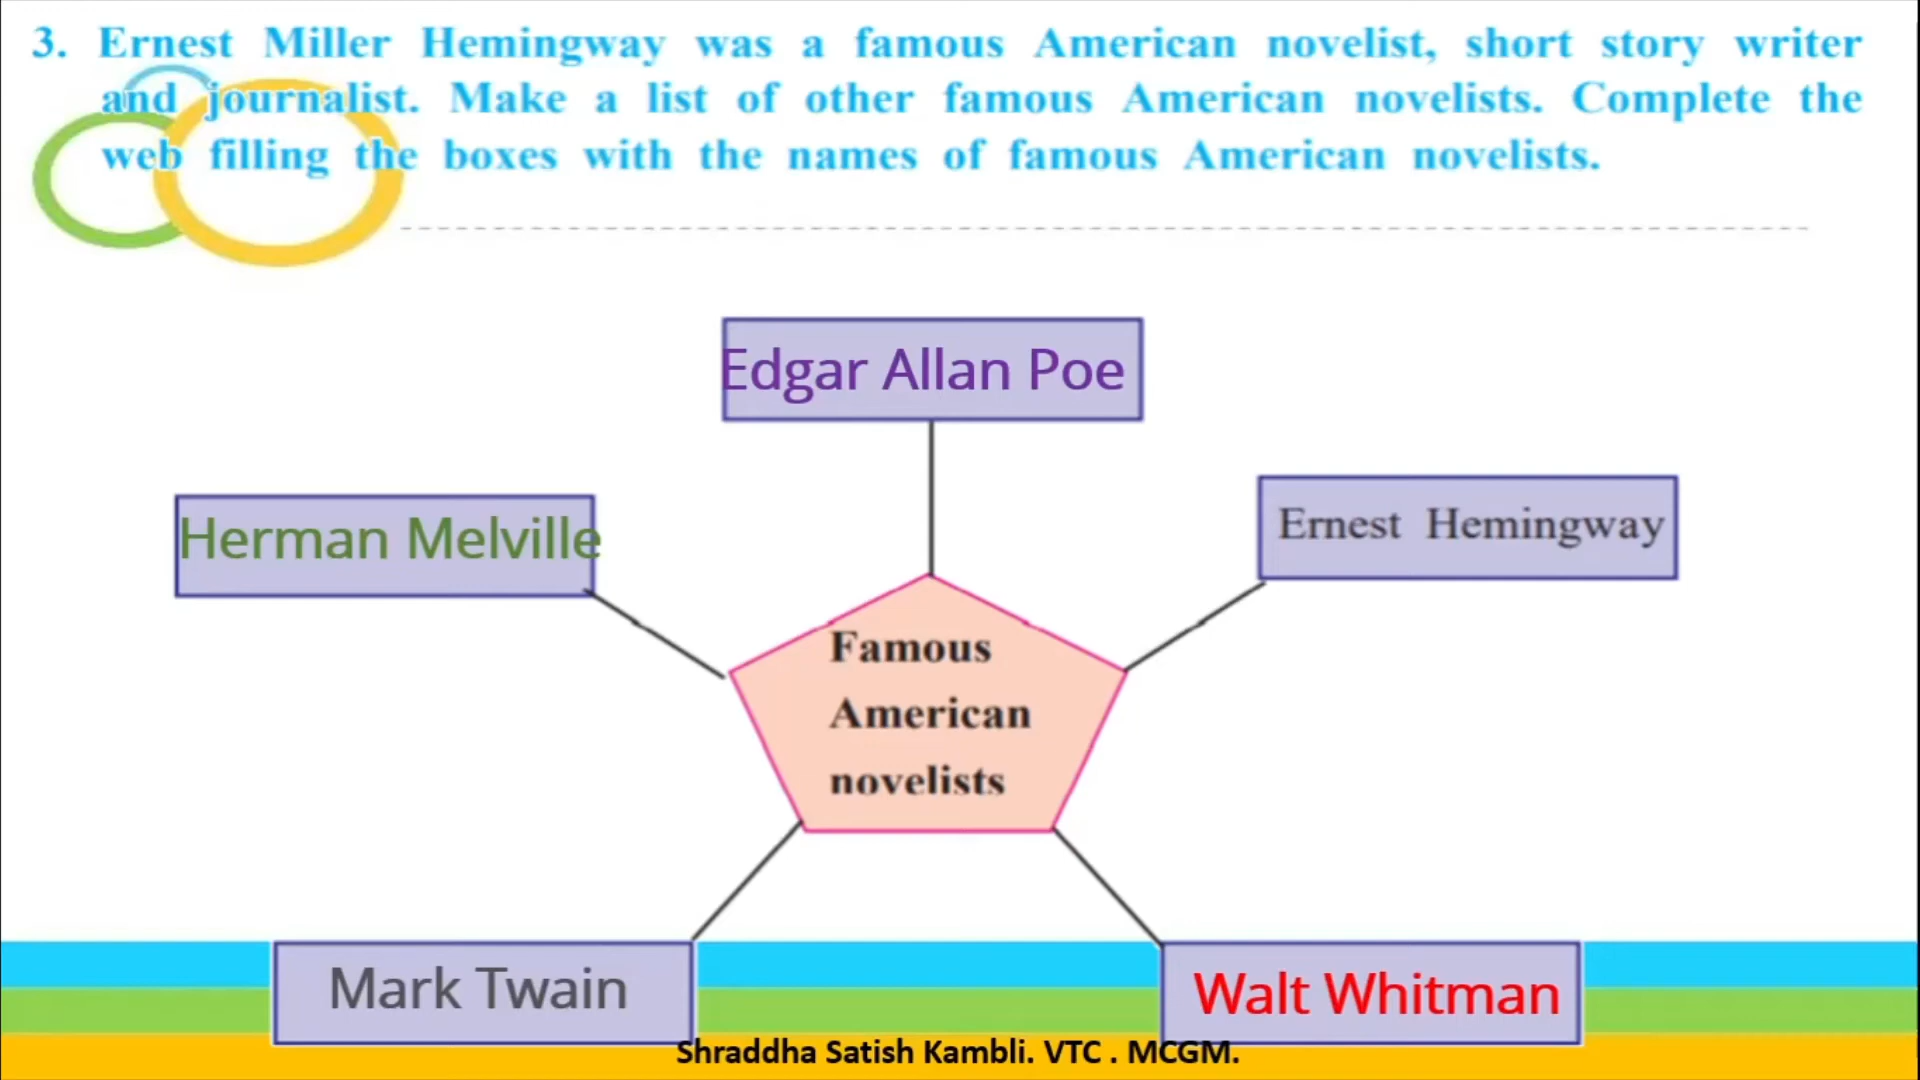 3. Ernest Miller Hemingway was a famous American novelist, short story writer
and journalist. Make a list of other famous American novelists. Complete the
web filling the boxes with the names of famous American novelists.
Edgar Allan Poe
Herman Melville
Ernest Hemingway
Famous
American
novelists
Mark Twain
Walt Whitman
Shraddha Satish Kambli. VTC . MCGM.